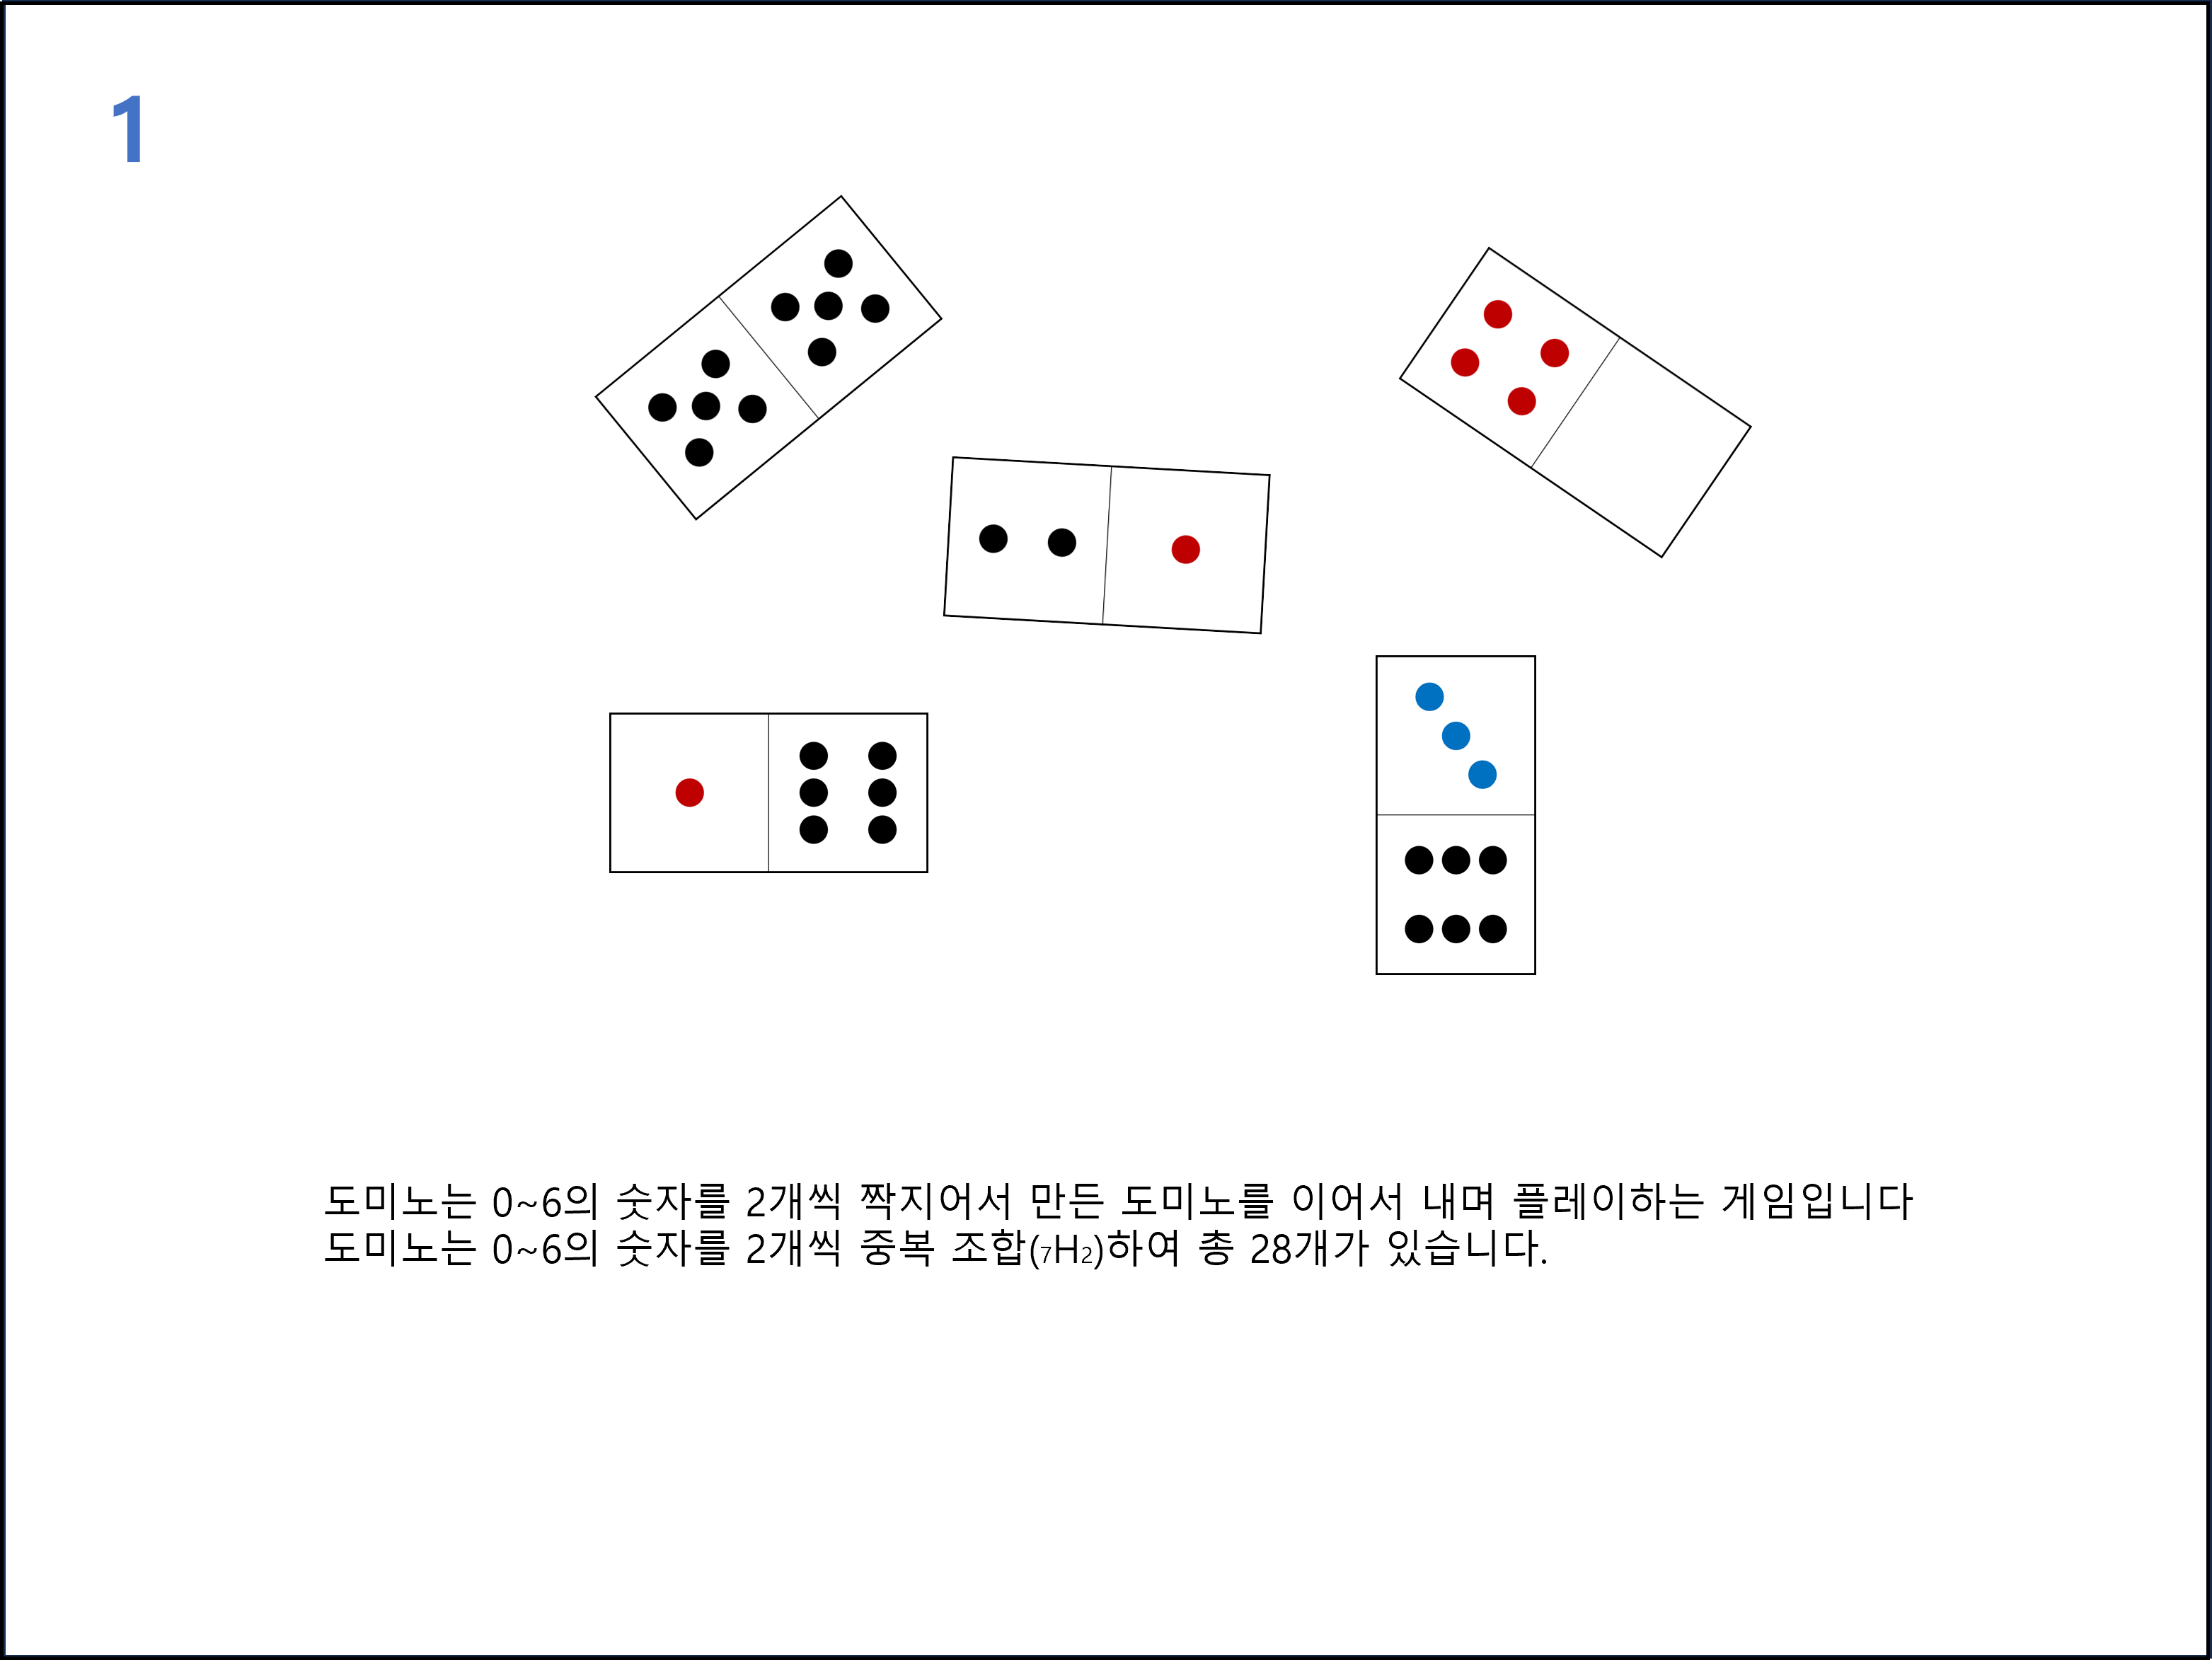 1
도미노는 0~6의 숫자를 2개씩 짝지어서 만든 도미노를 이어서 내며 플레이하는 게임입니다
도미노는 0~6의 숫자를 2개씩 중복 조합(₇H₂)하여 총 28개가 있습니다.